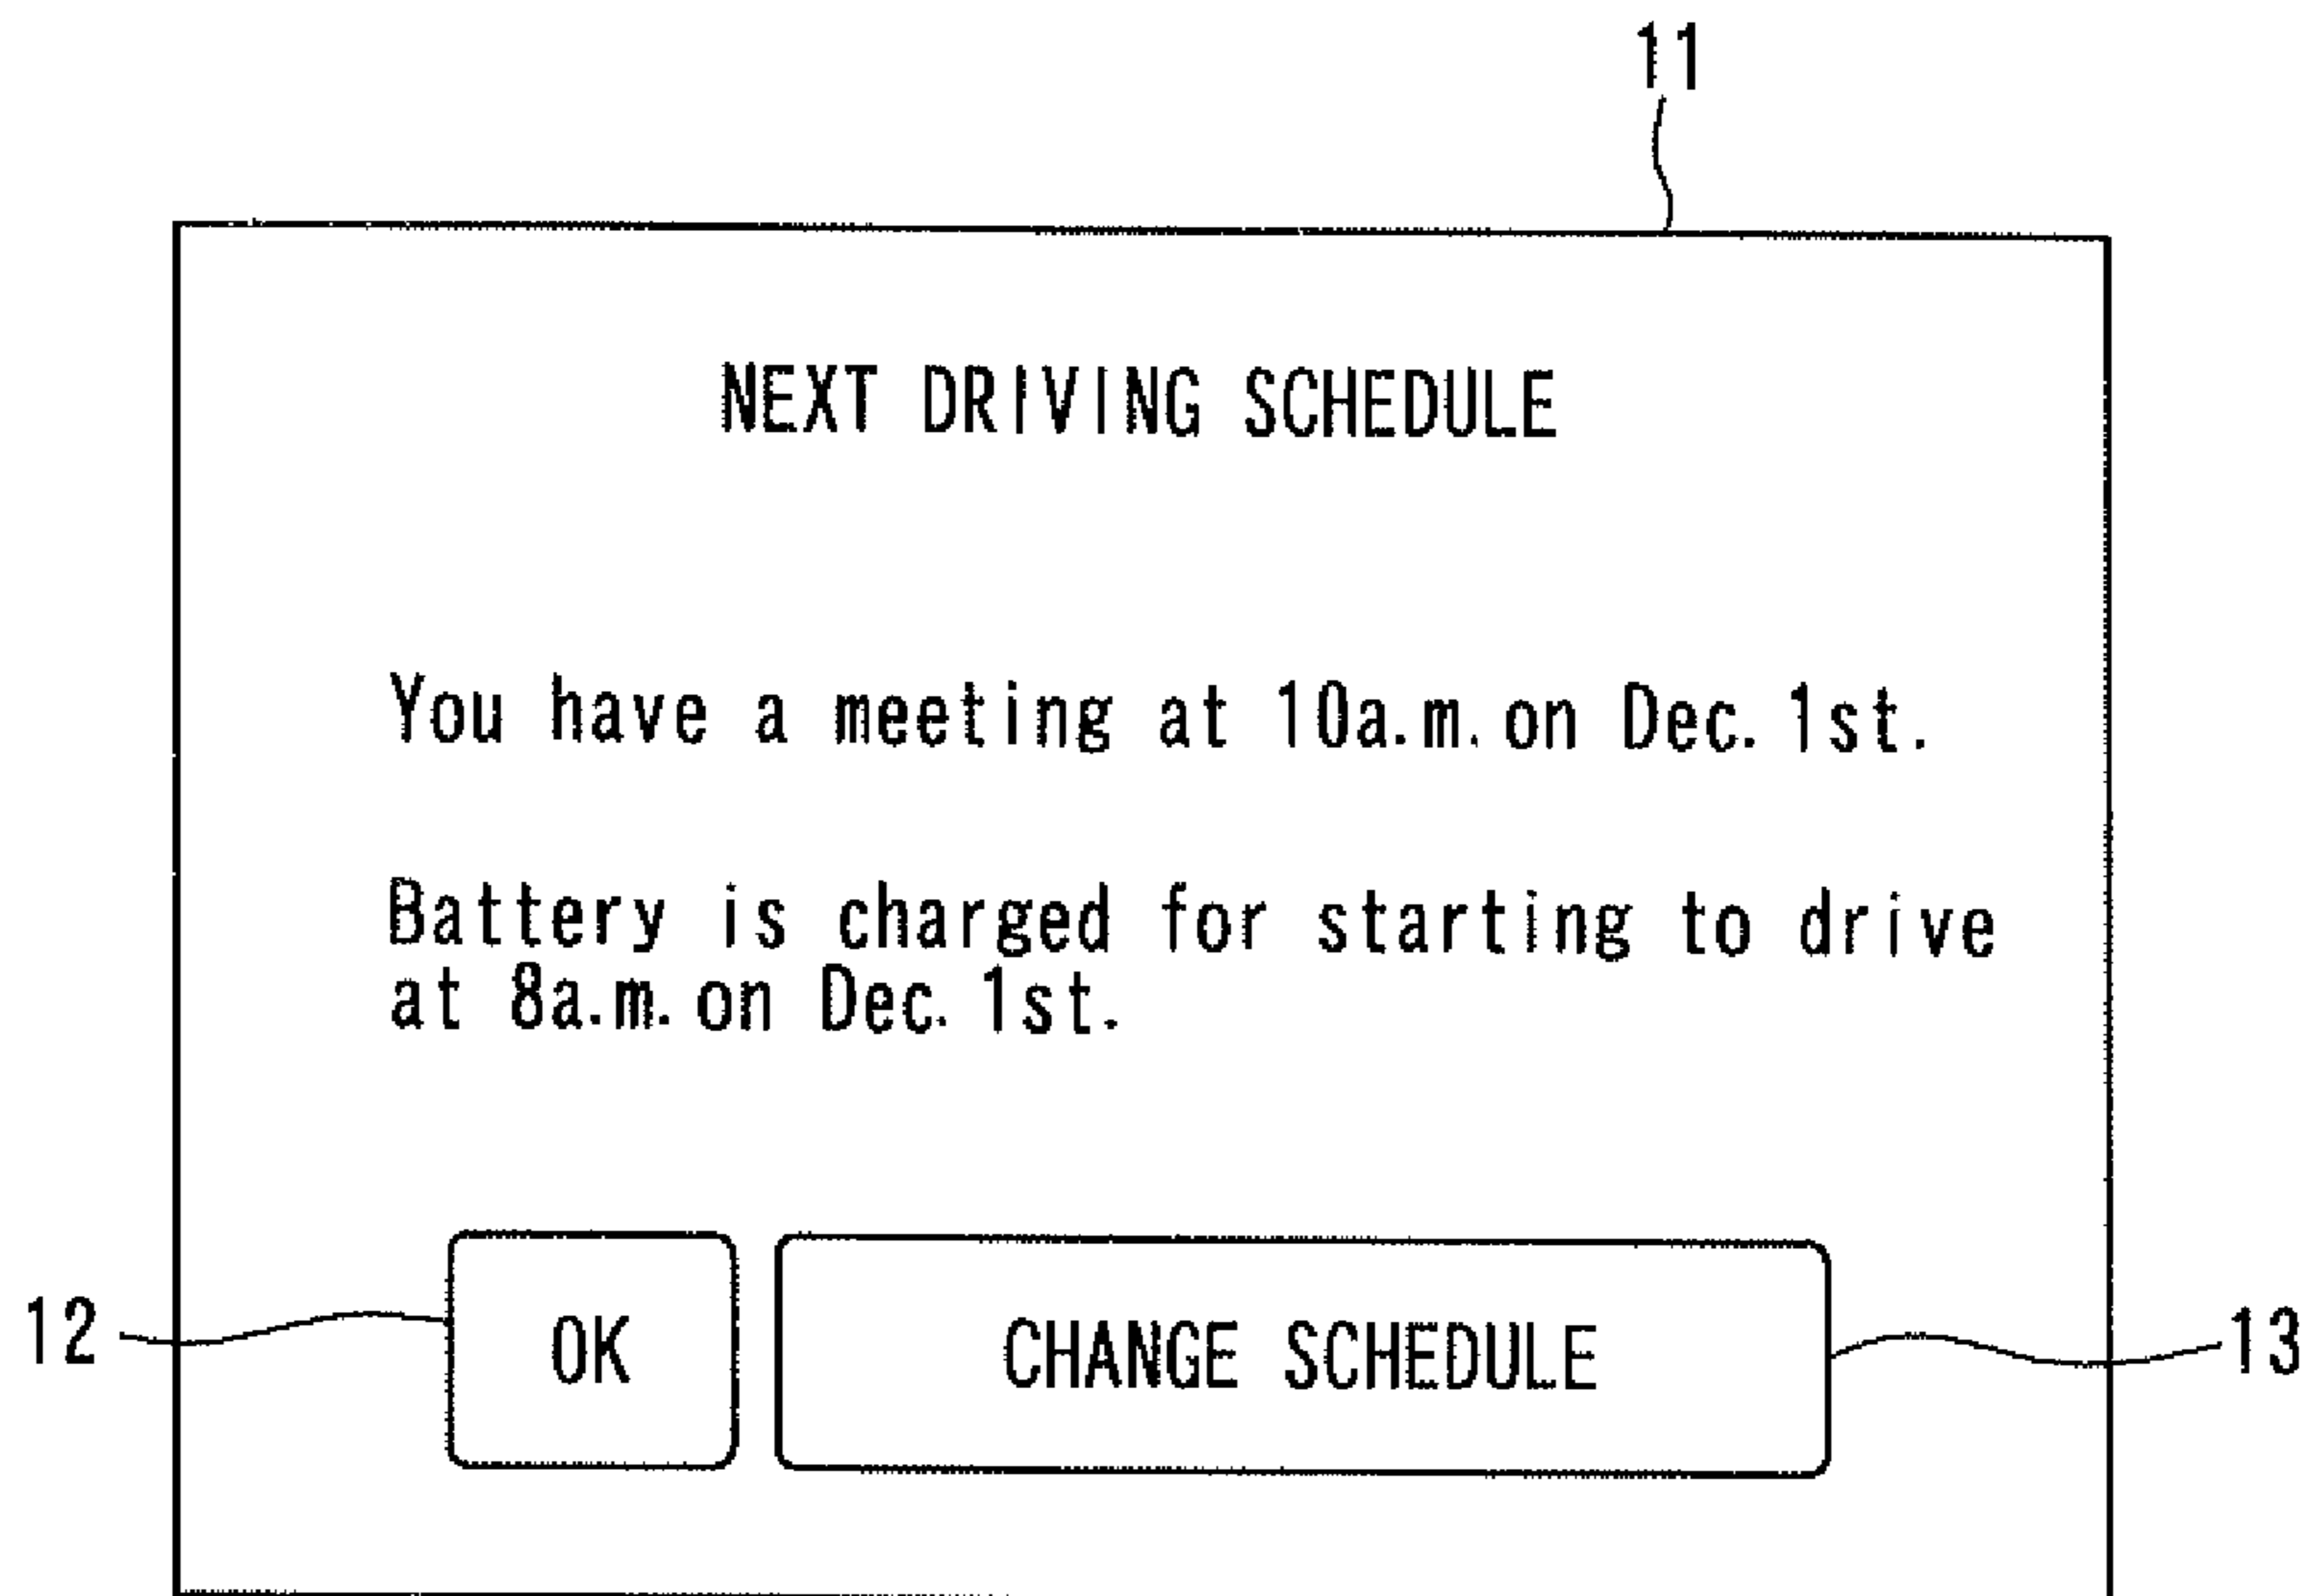 11
NEXT DRIVING SCHEDULE
You have a meeting at 10a.m. on Dec. 1st.
Battery is charged for starting to drive
at 8a.m. on Dec. 1st.
12 OK CHANGE SCHEDULE 13